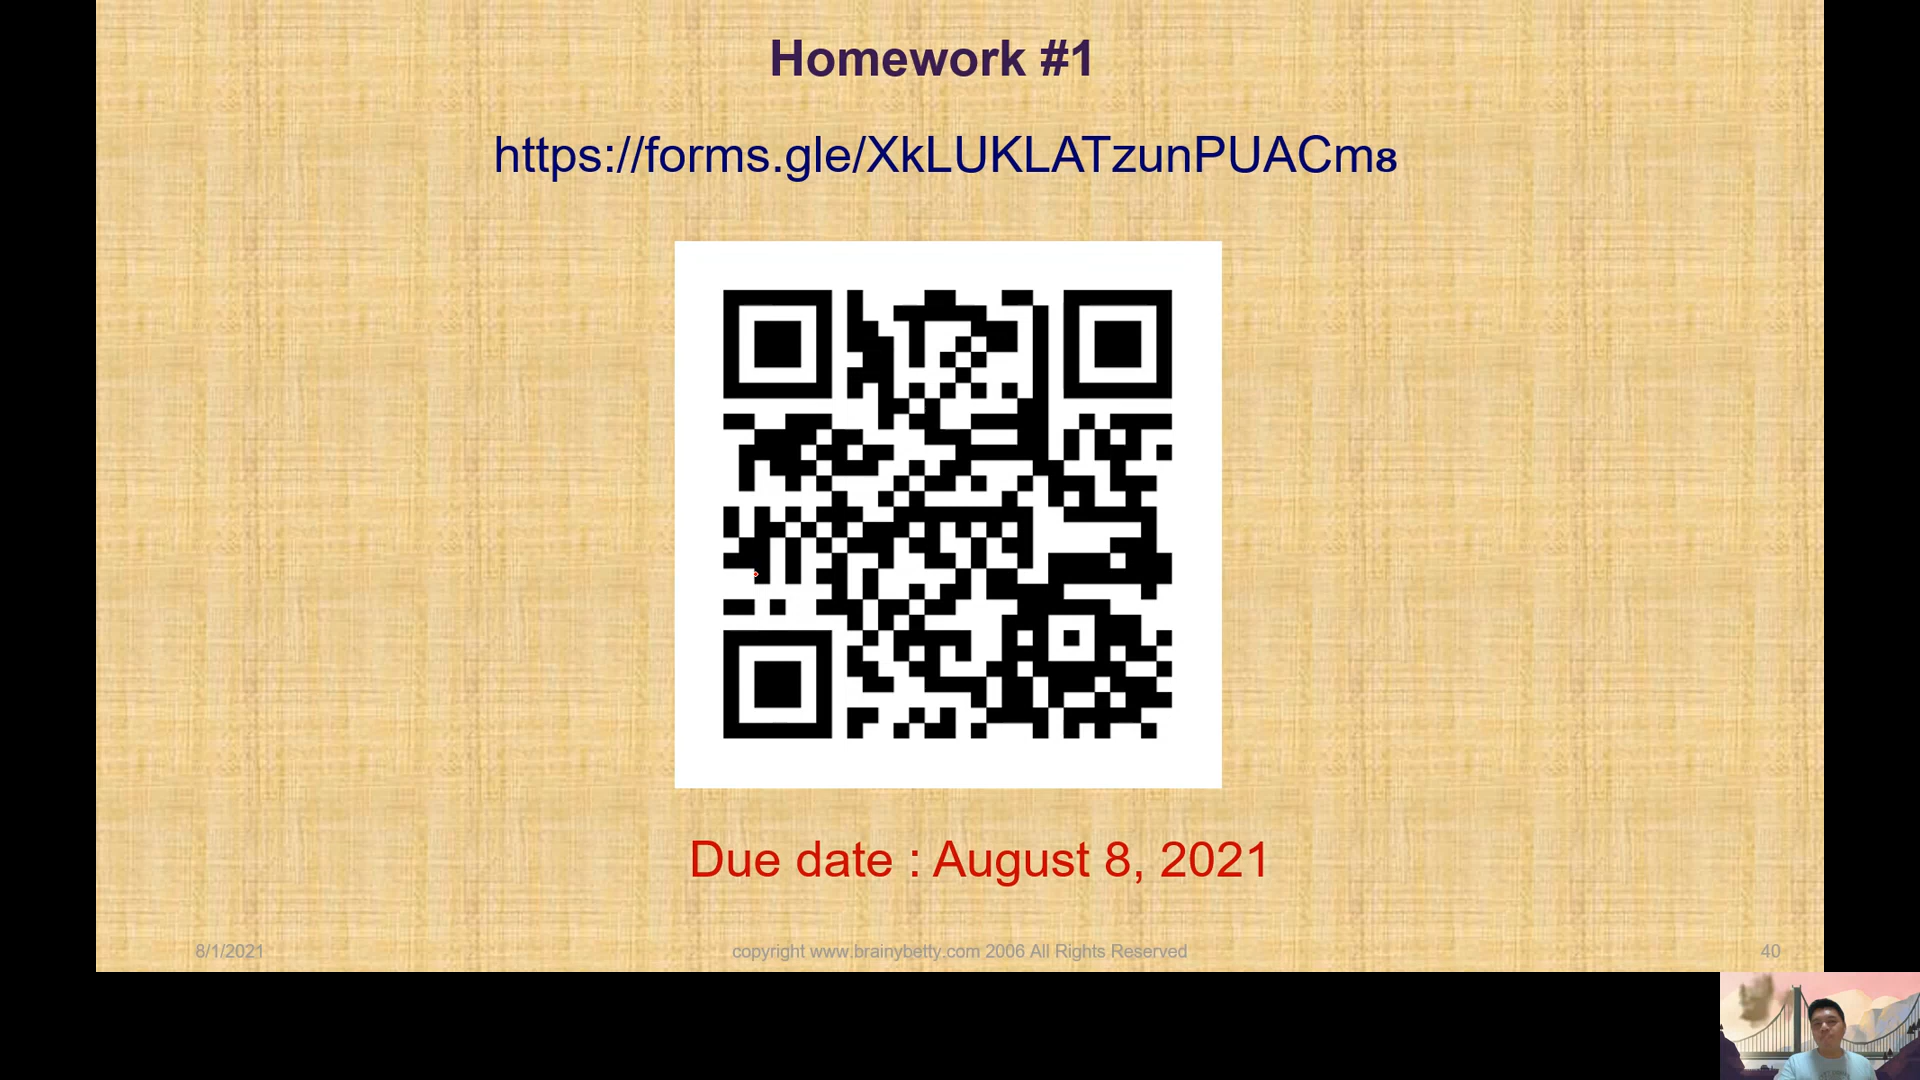 Homework #1
https://forms.gle/XkLUKLATzunPUACm8
Due date : August 8, 2021
8/1/2021
copyright www.brainybetty.com 2006 All Rights Reserved
40